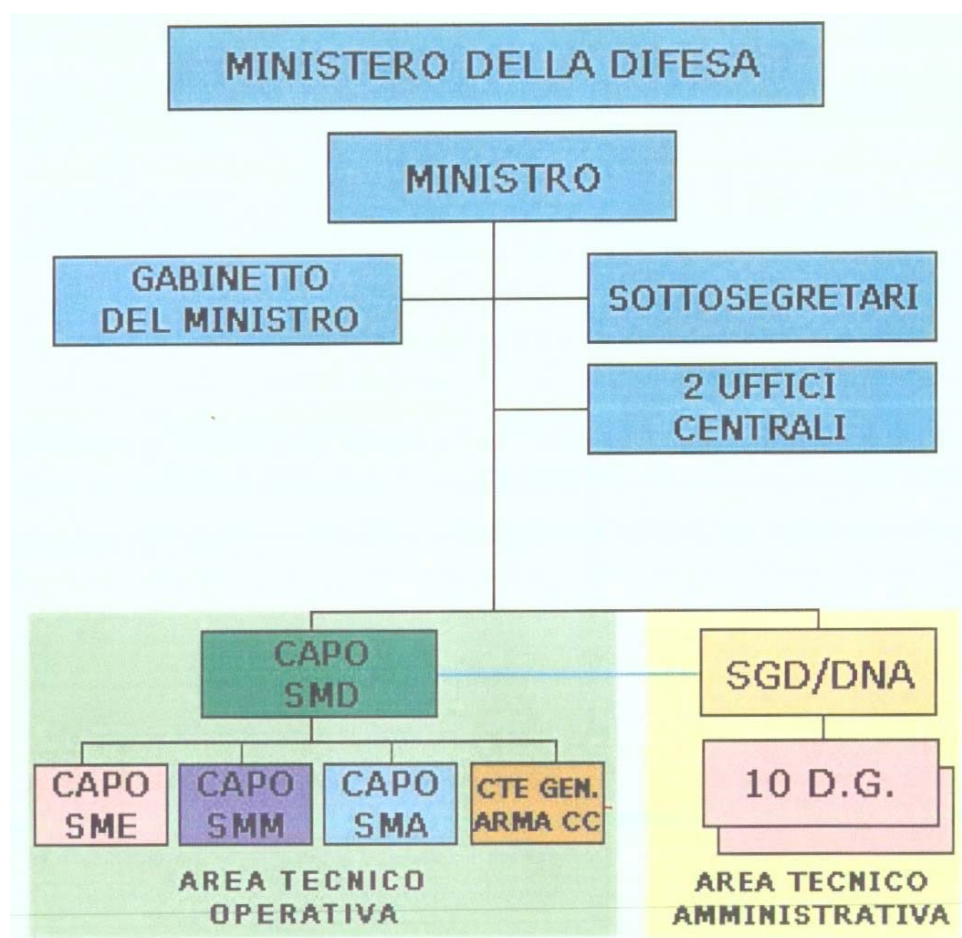 MINISTERO DELLA DIFESA
MINISTRO
GABINETTO
DEL MINISTRO
SOTTOSEGRETARI
2 UFFICI
CENTRALI
CAPO
SMD
SGD/DNA
CAPO
SME
CAPO
SMM
CAPO
SMA
CTE GEN.
ARMA CC
10 D.G.
AREA TECNICO
OPERATIVA
AREA TECNICO
AMMINISTRATIVA